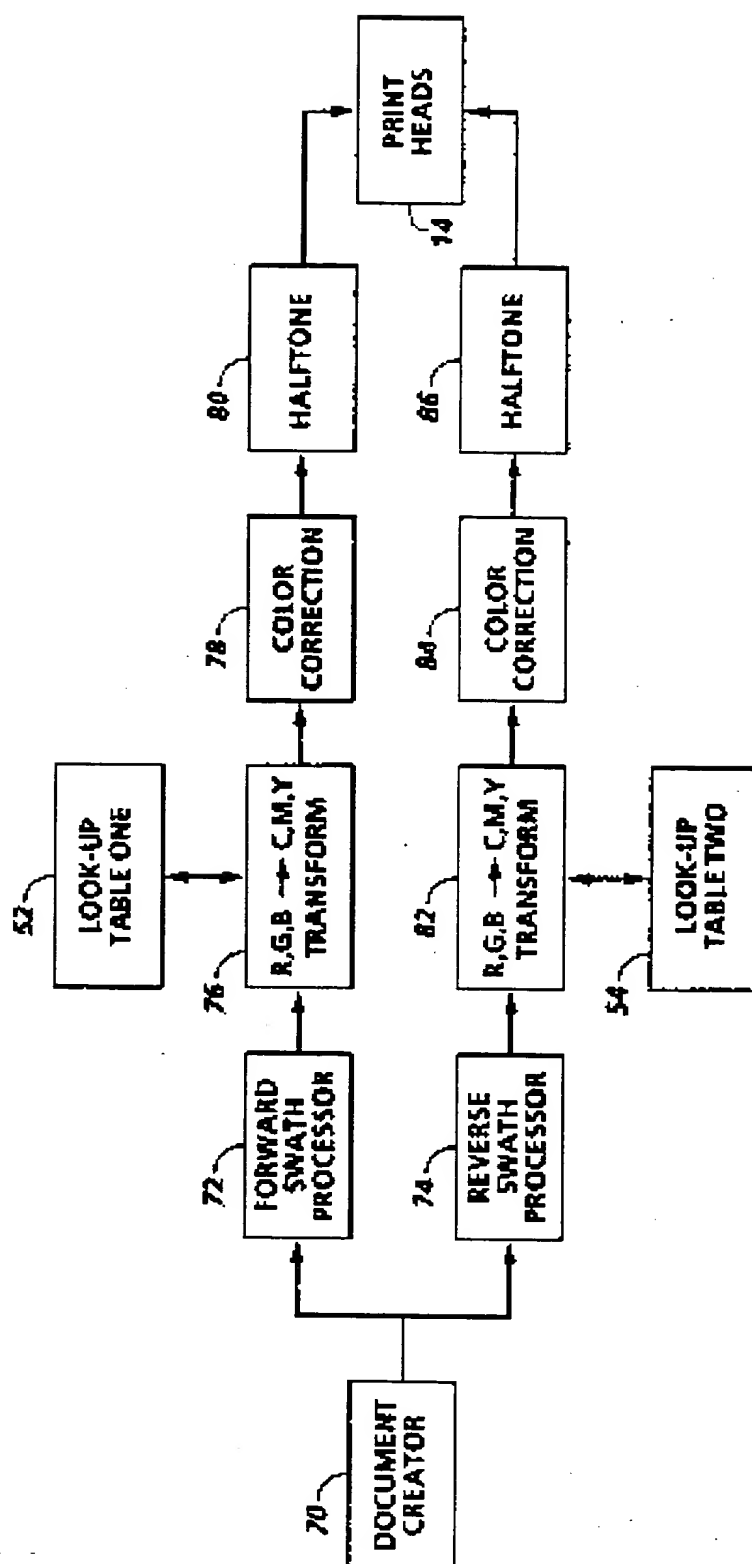 70
DOCUMENT
CREATOR
72
FORWARD
SWATH
PROCESSOR
74
REVERSE
SWATH
PROCESSOR
52
LOOK-UP
TABLE ONE
76
R,G,B → C,M,Y
TRANSFORM
82
R,G,B → C,M,Y
TRANSFORM
54
LOOK-UP
TABLE TWO
78
COLOR
CORRECTION
84
COLOR
CORRECTION
80
HALFTONE
86
HALFTONE
14
PRINT
HEADS